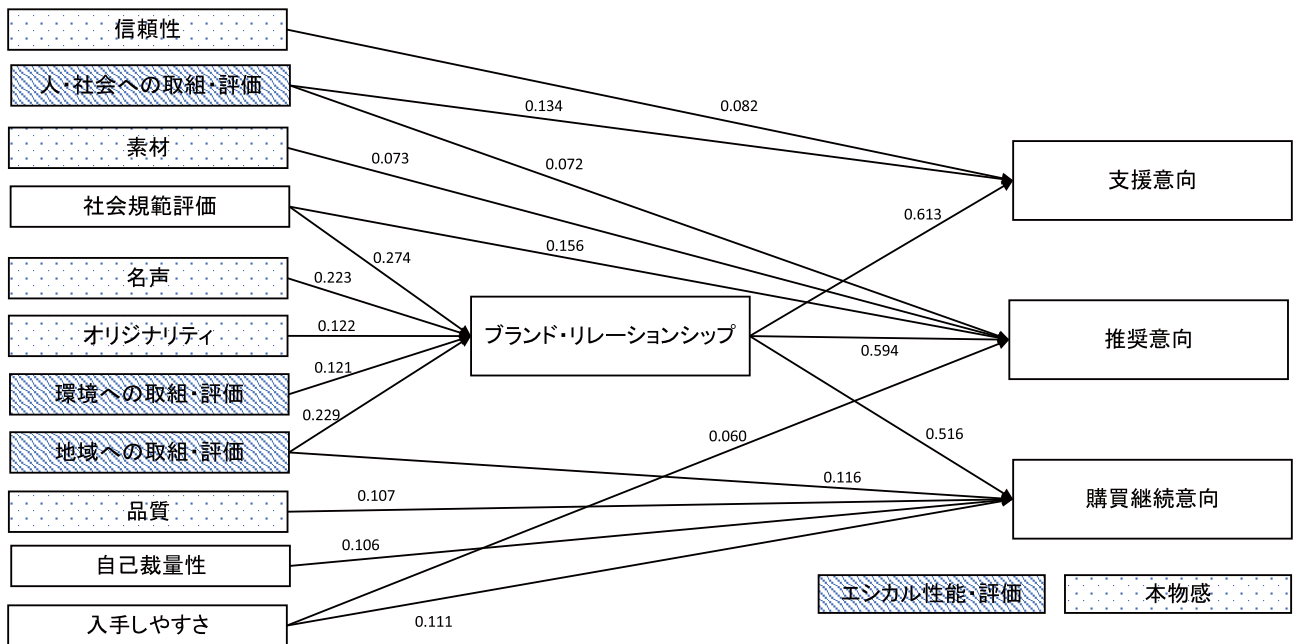 信頼性
人・社会への取組・評価
素材
社会規範評価
名声
オリジナリティ
環境への取組・評価
地域への取組・評価
品質
自己裁量性
入手しやすさ
0.082
0.134
0.073
0.072
0.156
0.274
0.223
0.122
0.121
0.229
0.107
0.106
0.111
ブランド・リレーションシップ
0.613
0.594
0.516
0.060
0.116
支援意向
推奨意向
購買継続意向
エシカル性能・評価
本物感